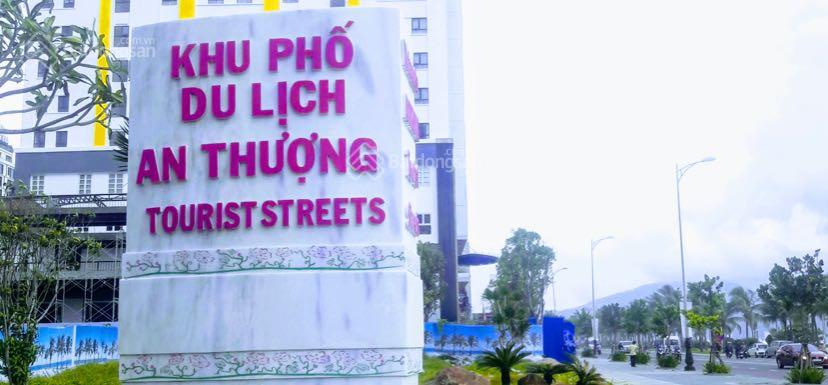 KHU PHỐ
DU LỊCH
AN THƯỢNG
TOURIST STREETS